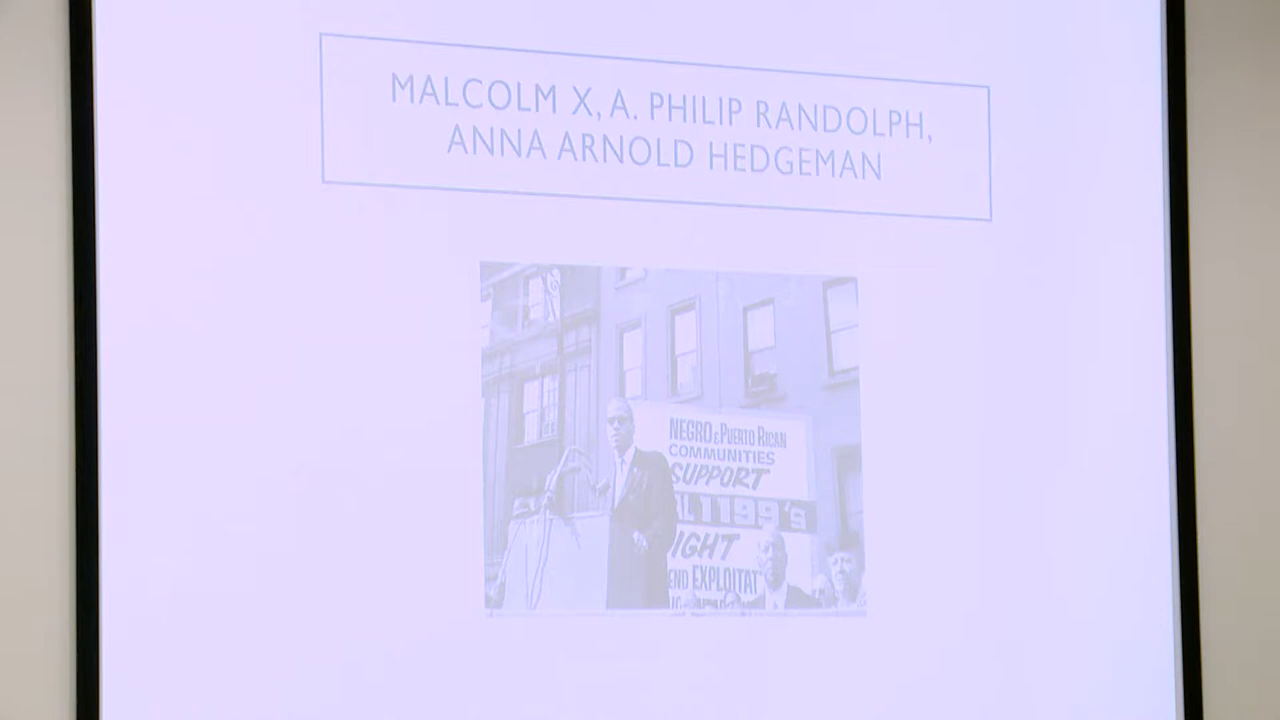 MALCOLM X, A. PHILIP RANDOLPH,
ANNA ARNOLD HEDGEMAN
NEGRO & PUERTO RICAN
COMMUNITIES
SUPPORT
L 1199's
IGHT
END EXPLOITAT